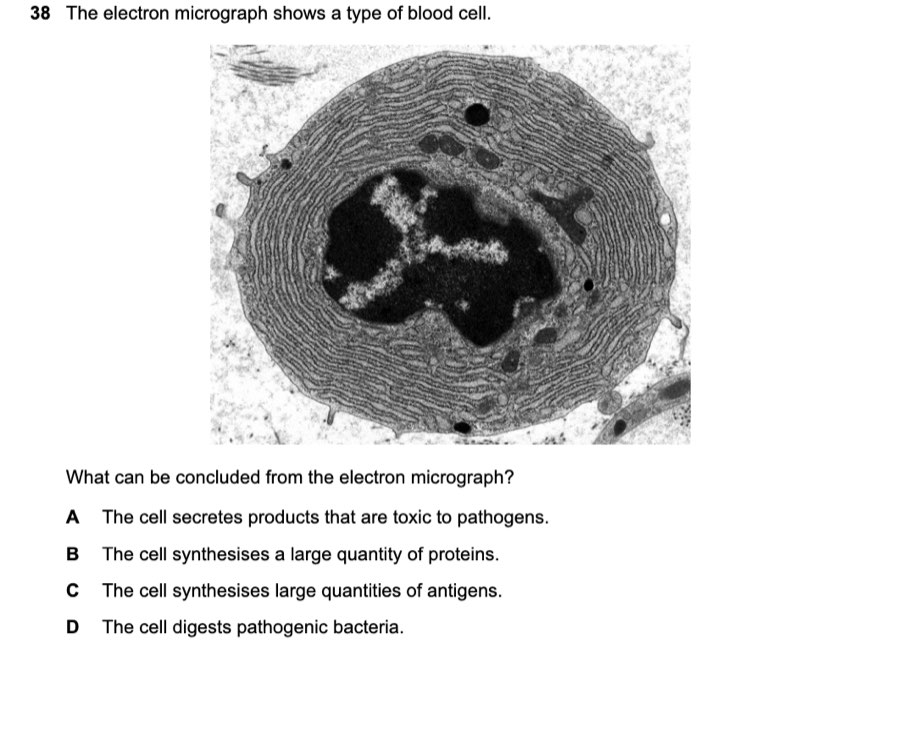 38 The electron micrograph shows a type of blood cell.
What can be concluded from the electron micrograph?
A The cell secretes products that are toxic to pathogens.
B The cell synthesises a large quantity of proteins.
C The cell synthesises large quantities of antigens.
D The cell digests pathogenic bacteria.